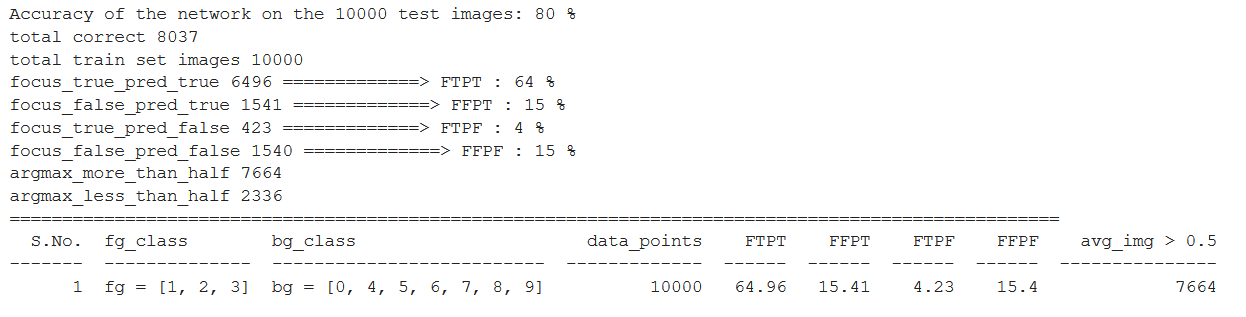 Accuracy of the network on the 10000 test images: 80 %
total correct 8037
total train set images 10000
focus_true_pred_true 6496 =============> FTPT : 64 %
focus_false_pred_true 1541 =============> FFPT : 15 %
focus_true_pred_false 423 =============> FTPF : 4 %
focus_false_pred_false 1540 =============> FFPF : 15 %
argmax_more_than_half 7664
argmax_less_than_half 2336
====================================================================================================
S.No. fg_class bg_class data_points FTPT FFPT FTPF FFPF avg_img > 0.5
------- -------------- -------------------------- ------------- ------ ------ ------ ------ ---------------
1 fg = [1, 2, 3] bg = [0, 4, 5, 6, 7, 8, 9] 10000 64.96 15.41 4.23 15.4 7664